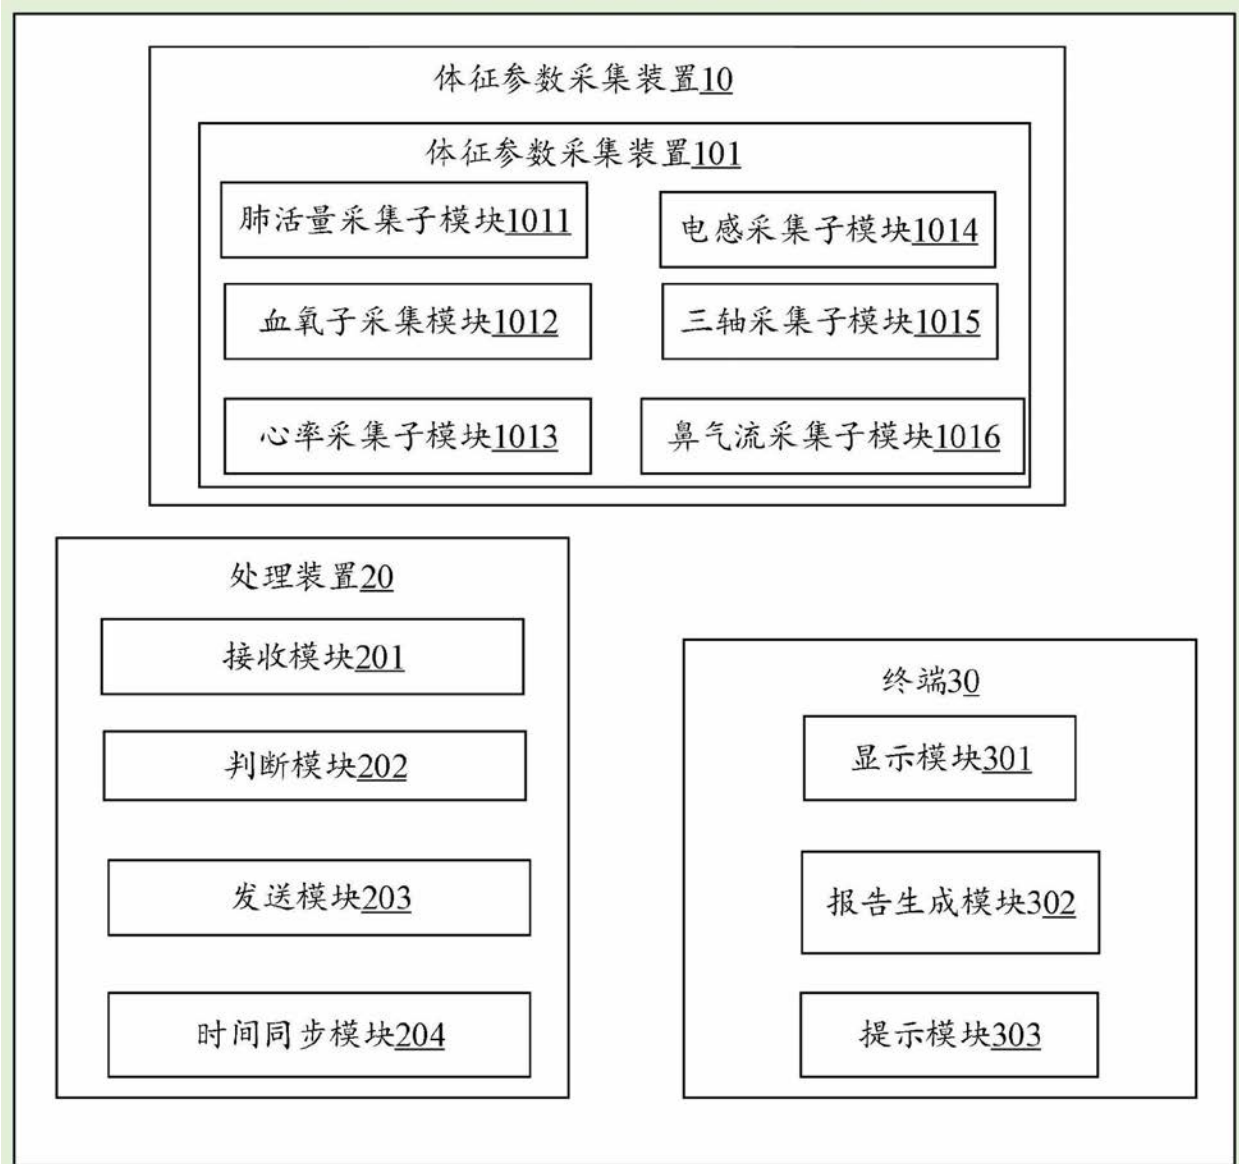 体征参数采集装置10
体征参数采集装置101
肺活量采集子模块1011
电感采集子模块1014
血氧子采集模块1012
三轴采集子模块1015
心率采集子模块1013
鼻气流采集子模块1016
处理装置20
接收模块201
判断模块202
发送模块203
时间同步模块204
终端30
显示模块301
报告生成模块302
提示模块303